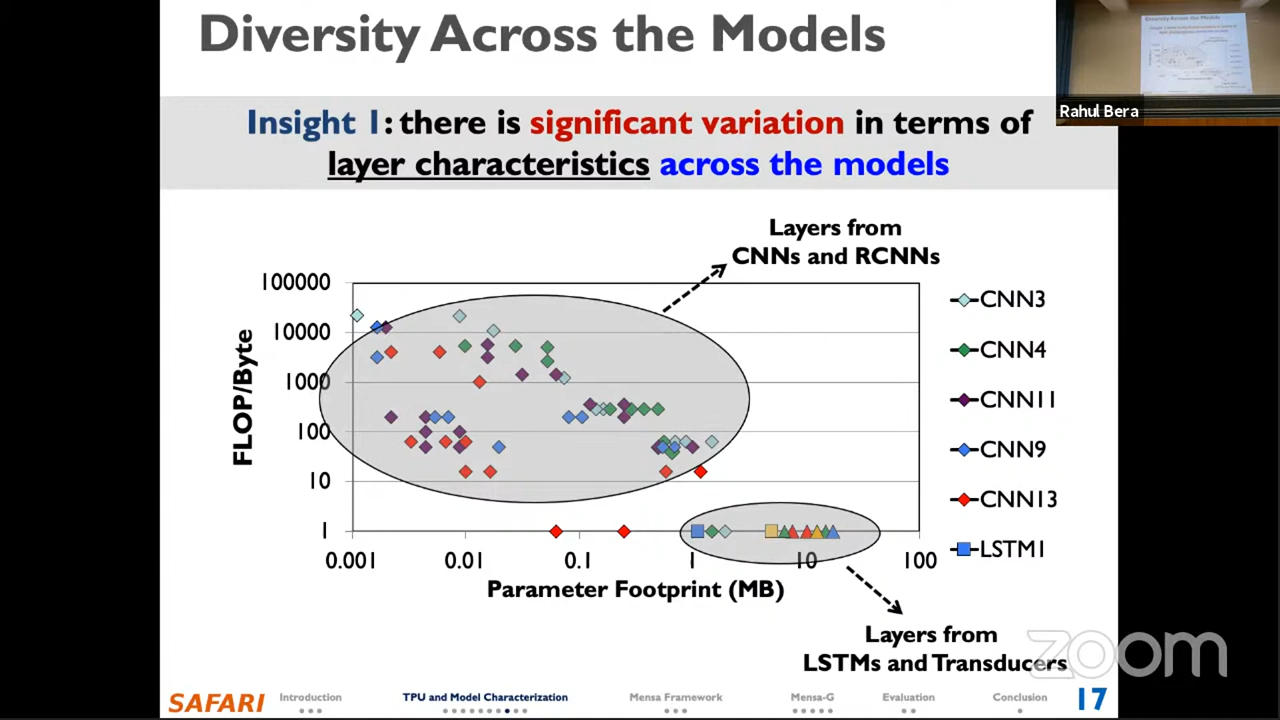 Diversity Across the Models
Insight 1: there is significant variation in terms of
layer characteristics across the models
Rahul Bera
Layers from
CNNs and RCNNs
100000
10000
1000
100
10
1
FLOP/Byte
0.001 0.01 0.1 1 10 100
Parameter Footprint (MB)
CNN3
CNN4
CNN11
CNN9
CNN13
LSTM1
Layers from
LSTMs and Transducers
zoom
SAFARI
Introduction TPU and Model Characterization Mensa Framework Mensa-G Evaluation Conclusion
17